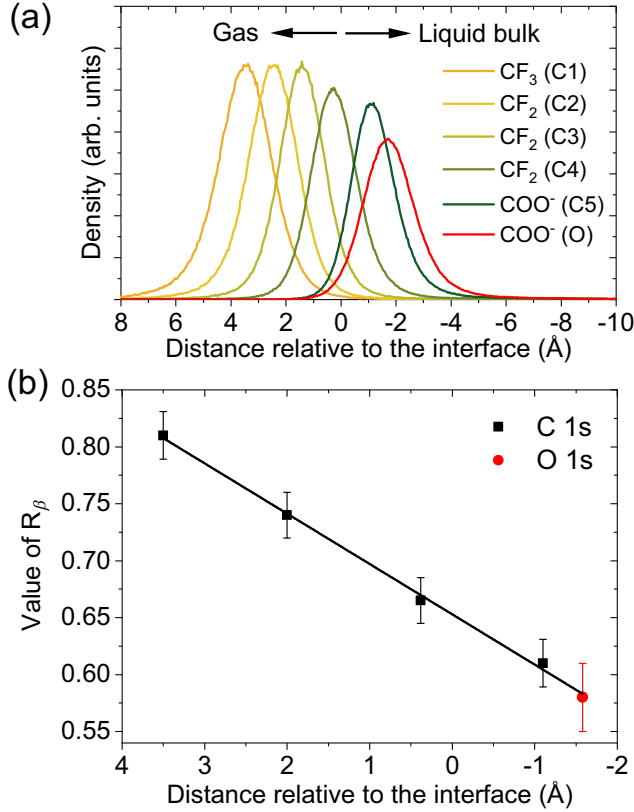 (a)
Gas
Liquid bulk
CF₃ (C1)
CF₂ (C2)
CF₂ (C3)
CF₂ (C4)
COO⁻ (C5)
COO⁻ (O)
Density (arb. units)
8 6 4 2 0 -2 -4 -6 -8 -10
Distance relative to the interface (Å)
(b)
0.85
0.80
0.75
0.70
0.65
0.60
0.55
C 1s
O 1s
Value of Rᵦ
4 3 2 1 0 -1 -2
Distance relative to the interface (Å)